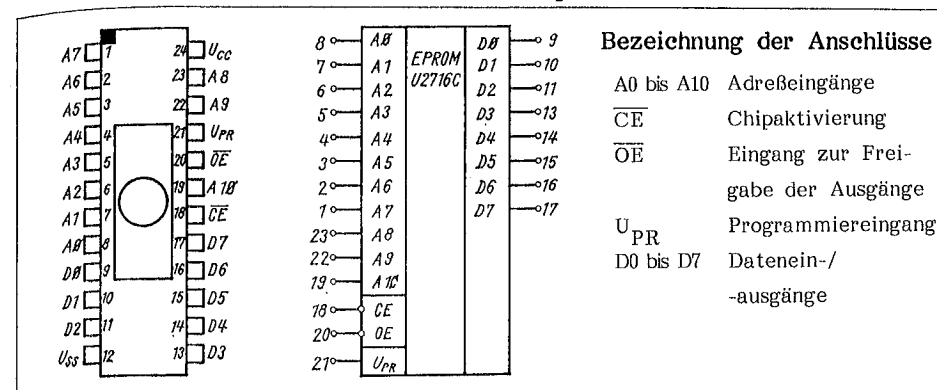 A7 1
A6 2
A5 3
A4 4
A3 5
A2 6
A1 7
AØ 8
DØ 9
D1 10
D2 11
USS 12
24 UCC
23 A8
22 A9
21 UPR
20 OE
19 A10
18 CE
17 D7
16 D6
15 D5
14 D4
13 D3
8 AØ
7 A1
6 A2
5 A3
4 A4
3 A5
2 A6
1 A7
23 A8
22 A9
19 A10
18 CE
20 OE
21 UPR
EPROM
U2716C
DØ 9
D1 10
D2 11
D3 13
D4 14
D5 15
D6 16
D7 17
Bezeichnung der Anschlüsse
A0 bis A10 Adreßeingänge
CE Chipaktivierung
OE Eingang zur Frei-
gabe der Ausgänge
UPR Programmiereingang
D0 bis D7 Datenein-/
-ausgänge